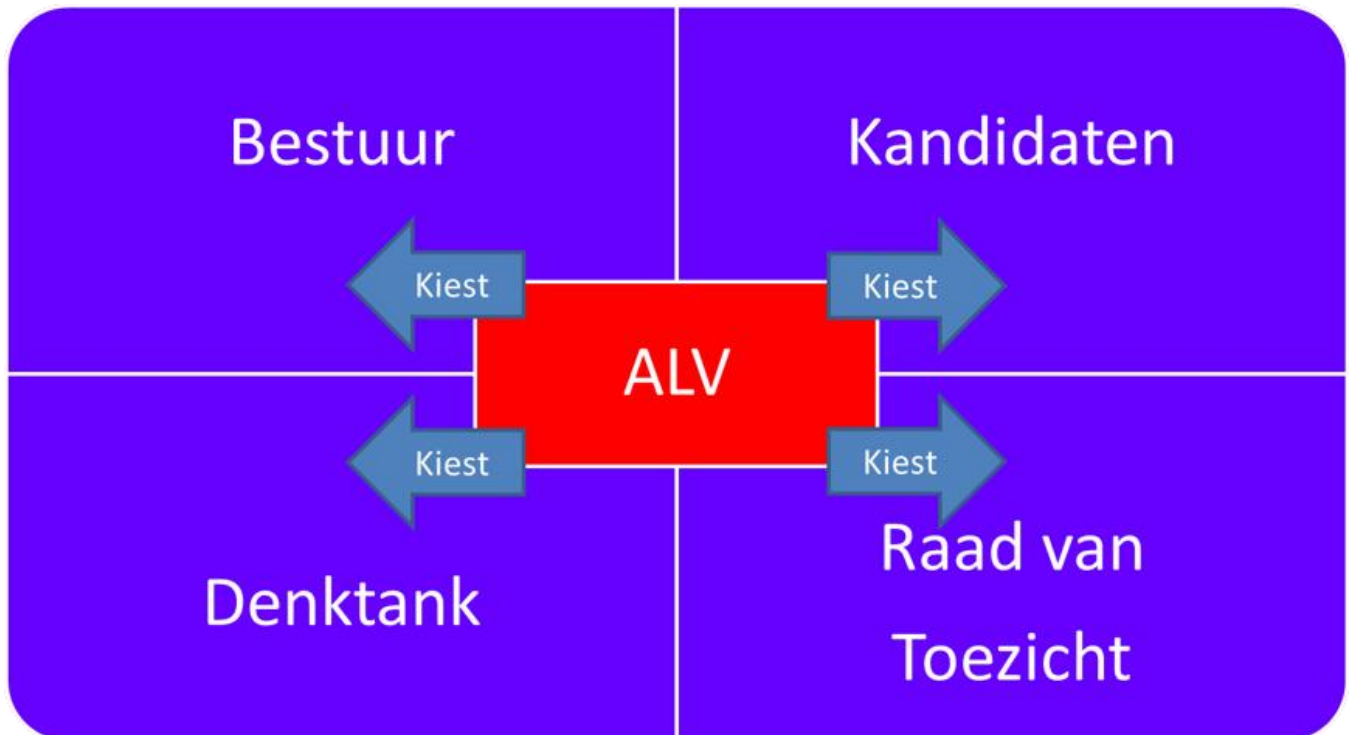 Bestuur
Kandidaten
Kiest
Kiest
ALV
Kiest
Kiest
Denktank
Raad van
Toezicht